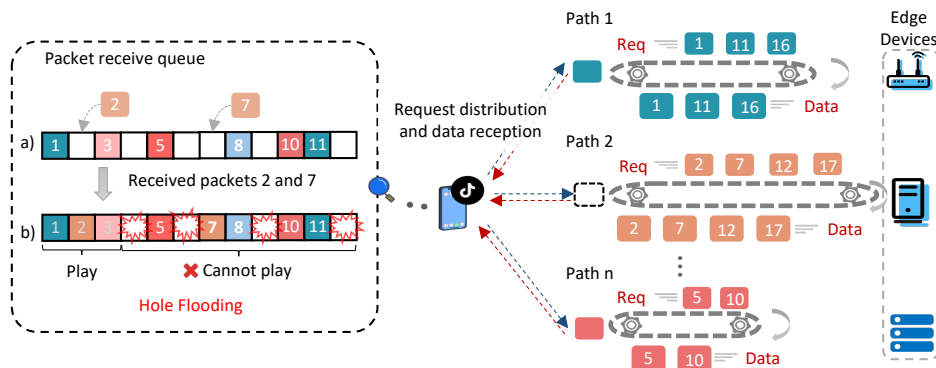 Packet receive queue
2
7
a)
1 3 5 8 10 11
Received packets 2 and 7
b)
1 2 3 5 7 8 10 11
Play
Cannot play
Hole Flooding
Request distribution
and data reception
Path 1
Req 1 11 16
1 11 16 Data
Path 2
Req 2 7 12 17
2 7 12 17 Data
Path n
Req 5 10
5 10 Data
Edge
Devices